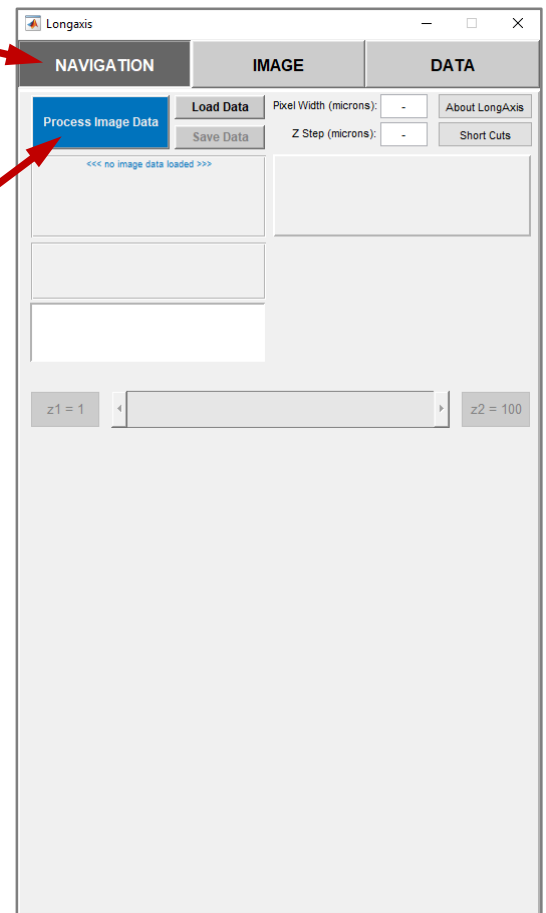 Longaxis
NAVIGATION IMAGE DATA
Process Image Data
Load Data
Save Data
Pixel Width (microns): -
Z Step (microns): -
About LongAxis
Short Cuts
<<< no image data loaded >>>
z1 = 1
z2 = 100